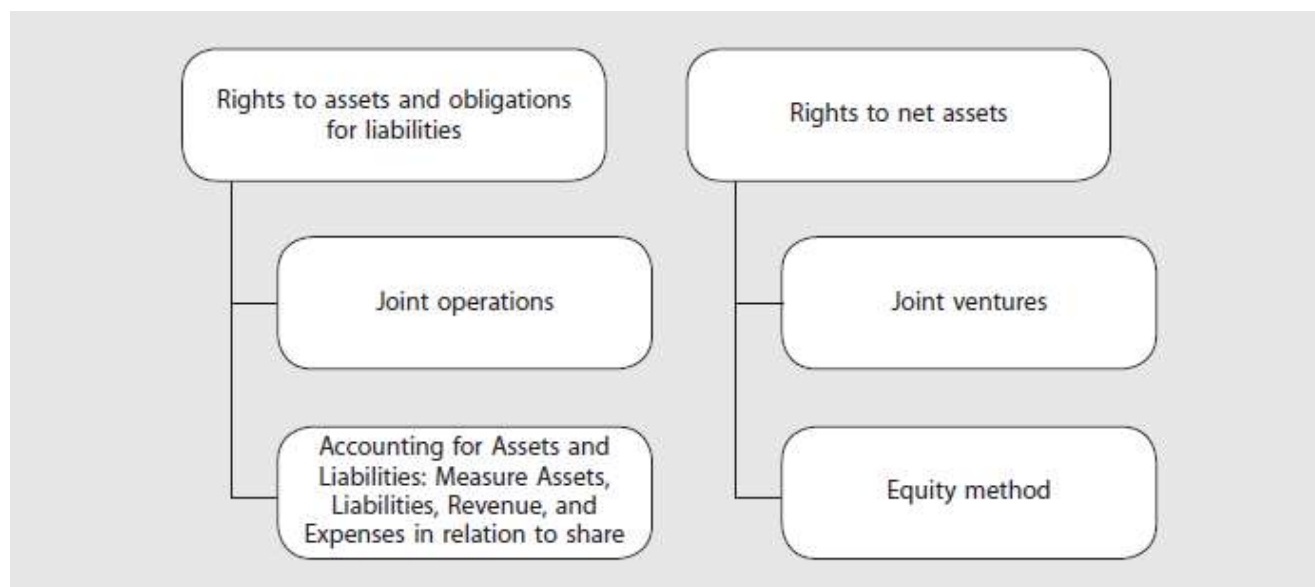 Rights to assets and obligations
for liabilities
Rights to net assets
Joint operations
Joint ventures
Accounting for Assets and
Liabilities: Measure Assets,
Liabilities, Revenue, and
Expenses in relation to share
Equity method